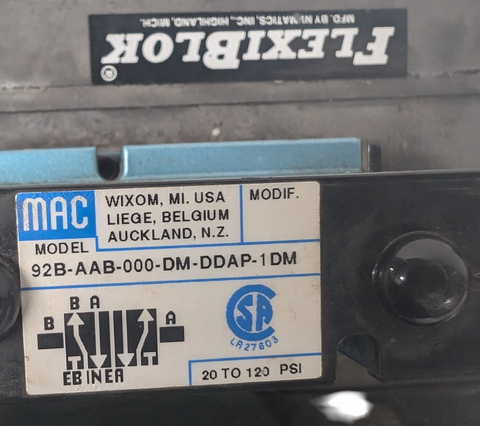 FLEXIBLOK
®
MFD. BY NUMATICS, INC., HIGHLAND, MICH.
MAC
WIXOM, MI. USA
LIEGE, BELGIUM
AUCKLAND, N.Z.
MODIF.
MODEL
92B-AAB-000-DM-DDAP-1DM
B A
B
A
EB IN EA
SA
LR27603
20 TO 120 PSI